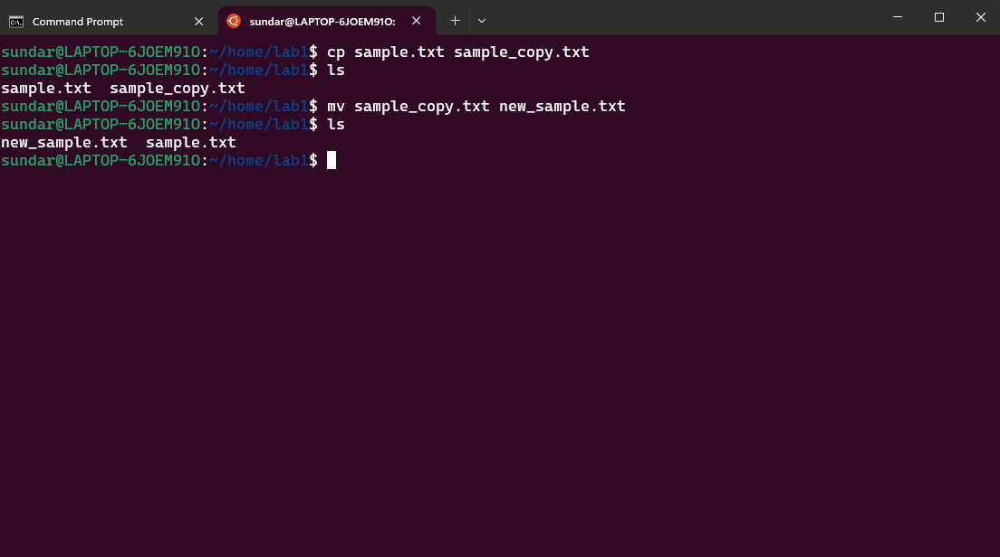 Command Prompt
sundar@LAPTOP-6JOEM91O:
sundar@LAPTOP-6JOEM91O:~/home/lab1$ cp sample.txt sample_copy.txt
sundar@LAPTOP-6JOEM91O:~/home/lab1$ ls
sample.txt  sample_copy.txt
sundar@LAPTOP-6JOEM91O:~/home/lab1$ mv sample_copy.txt new_sample.txt
sundar@LAPTOP-6JOEM91O:~/home/lab1$ ls
new_sample.txt  sample.txt
sundar@LAPTOP-6JOEM91O:~/home/lab1$